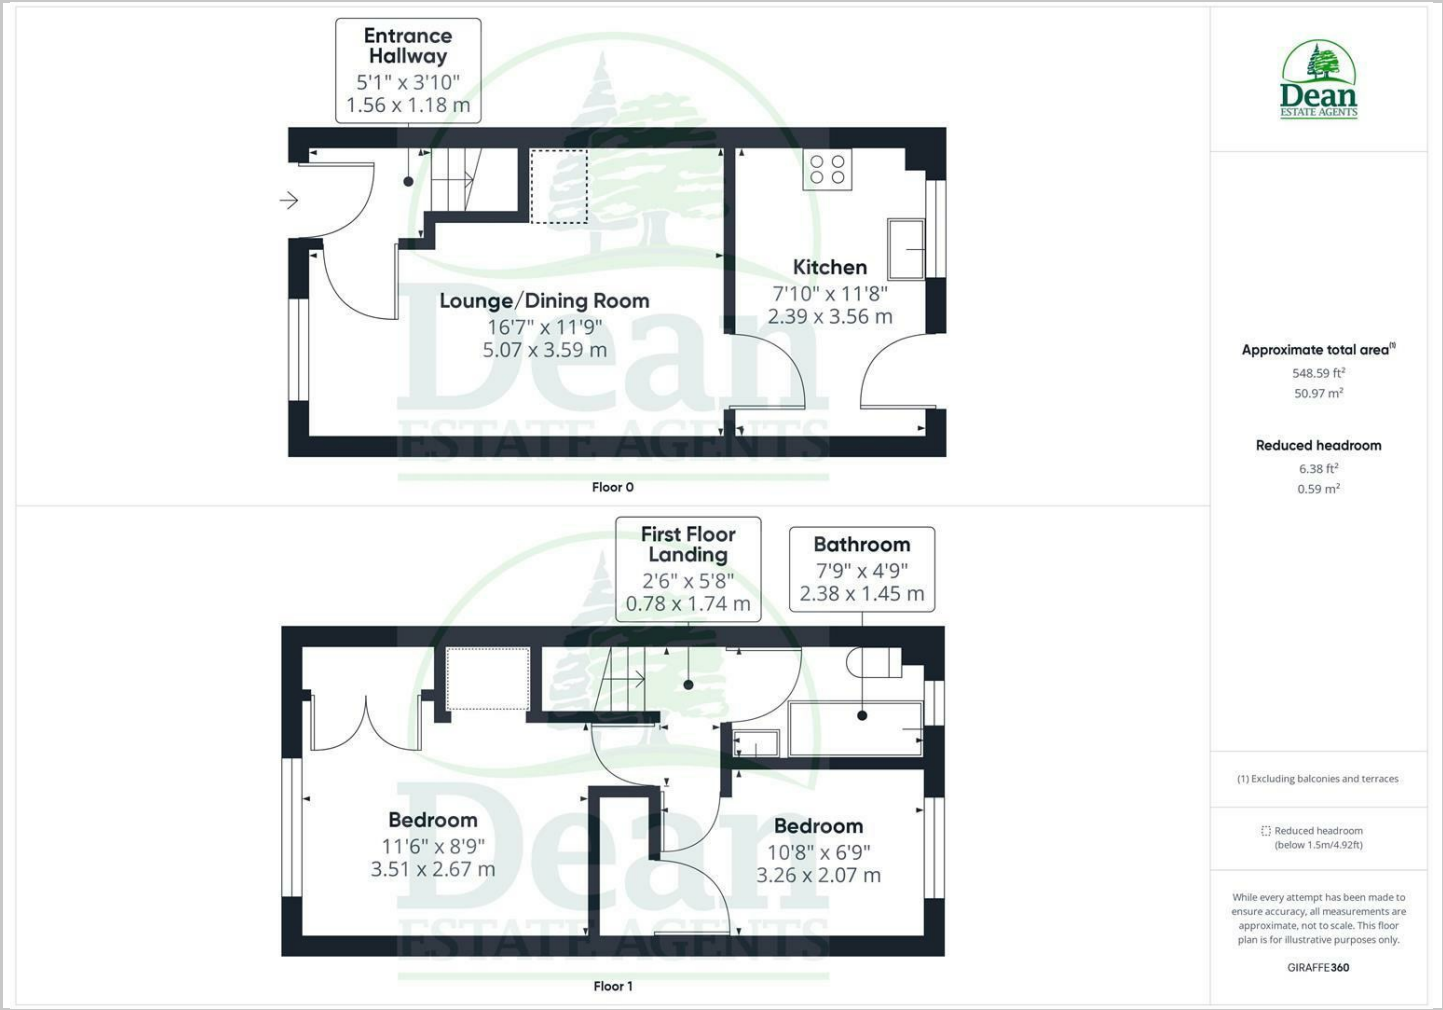 Entrance
Hallway
5'1" x 3'10"
1.56 x 1.18 m
Lounge/Dining Room
16'7" x 11'9"
5.07 x 3.59 m
Kitchen
7'10" x 11'8"
2.39 x 3.56 m
Dean
ESTATE AGENTS
Floor 0
First Floor
Landing
2'6" x 5'8"
0.78 x 1.74 m
Bathroom
7'9" x 4'9"
2.38 x 1.45 m
Bedroom
11'6" x 8'9"
3.51 x 2.67 m
Bedroom
10'8" x 6'9"
3.26 x 2.07 m
Dean
ESTATE AGENTS
Floor 1
Dean
ESTATE AGENTS
Approximate total area(1)
548.59 ft²
50.97 m²
Reduced headroom
6.38 ft²
0.59 m²
(1) Excluding balconies and terraces
Reduced headroom
(below 1.5m/4.92ft)
While every attempt has been made to
ensure accuracy, all measurements are
approximate, not to scale. This floor
plan is for illustrative purposes only.
GIRAFFE360